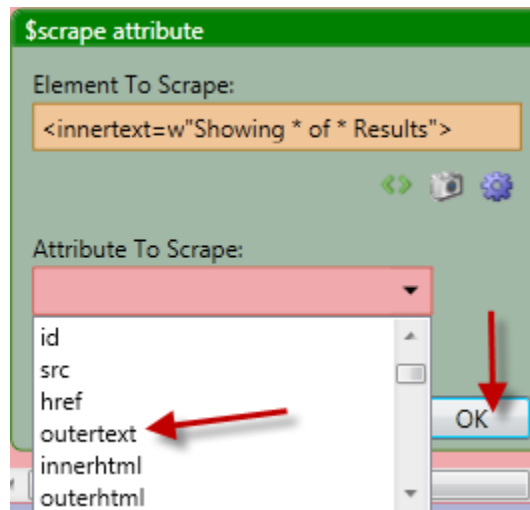 $scrape attribute
Element To Scrape:
<innertext=w"Showing * of * Results">
Attribute To Scrape:
id
src
href
outertext
OK
innerhtml
outerhtml